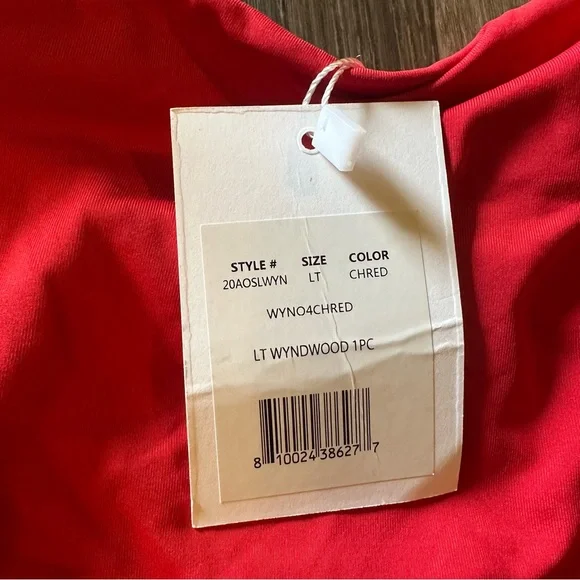 STYLE # SIZE COLOR
20AOSLWYN LT CHRED
WYNO4CHRED
LT WYNDWOOD 1PC
8 10024 38627 7